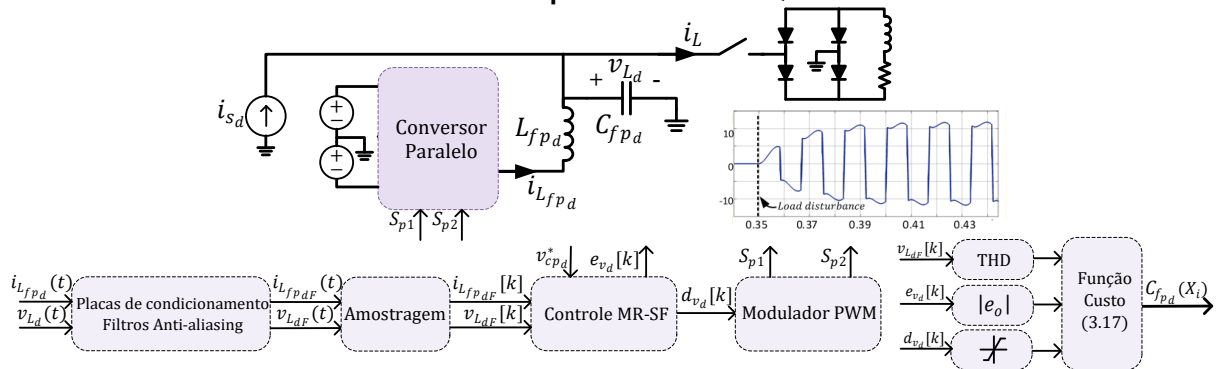 i_L
+ v_{L_d} -
i_{s_d}
Conversor
Paralelo
L_{fp_d}
C_{fp_d}
i_{L_{fp_d}}
S_{p1} S_{p2}
10
0
-10
Load disturbance
0.35 0.37 0.39 0.41 0.43
v*_{cp_d} e_{v_d}[k]
S_{p1} S_{p2}
i_{L_{fp_d}}(t)
v_{L_d}(t)
Placas de condicionamento
Filtros Anti-aliasing
i_{L_{fp_{dF}}}(t)
v_{L_{dF}}(t)
Amostragem
i_{L_{fp_{dF}}}[k]
v_{L_{dF}}[k]
Controle MR-SF
d_{v_d}[k]
Modulador PWM
v_{L_{dF}}[k]
THD
e_{v_d}[k]
|e_o|
d_{v_d}[k]
Função
Custo
(3.17)
C_{fp_d}(X_i)